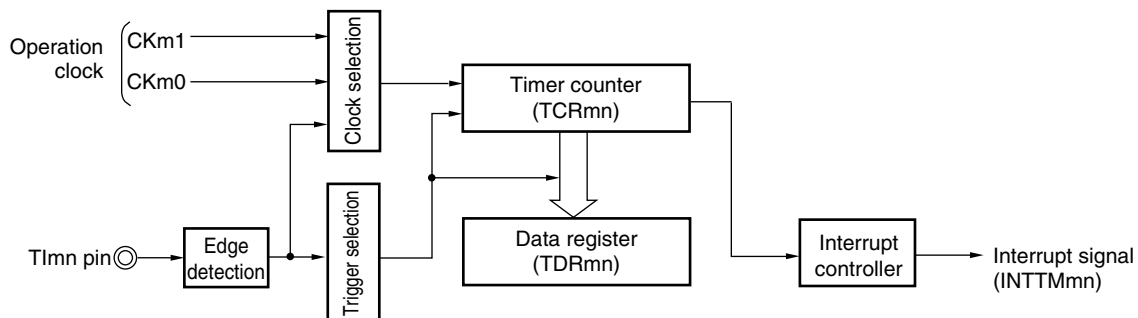 Operation
clock
CKm1
CKm0
Clock selection
Timer counter
(TCRmn)
TImn pin
Edge
detection
Trigger selection
Data register
(TDRmn)
Interrupt
controller
Interrupt signal
(INTTMmn)